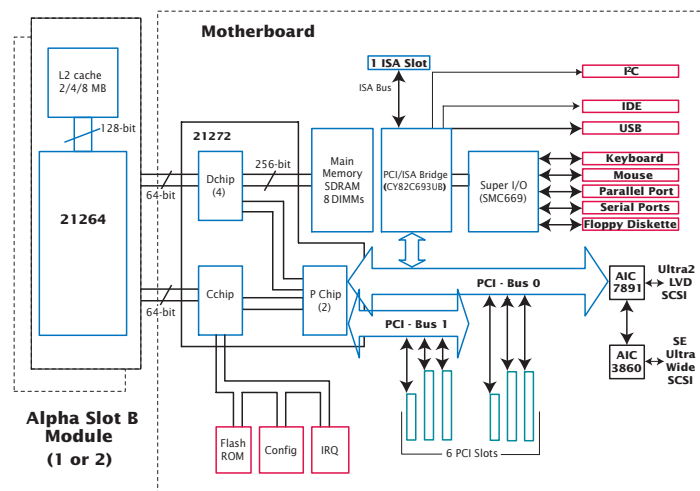 Motherboard
L2 cache
2/4/8 MB
128-bit
21264
64-bit
64-bit
Alpha Slot B
Module
(1 or 2)
21272
Dchip
(4)
256-bit
Main
Memory
SDRAM
8 DIMMs
1 ISA Slot
ISA Bus
PCI/ISA Bridge
(CY82C693UB)
Super I/O
(SMC669)
I²C
IDE
USB
Keyboard
Mouse
Parallel Port
Serial Ports
Floppy Diskette
Cchip
P Chip
(2)
PCI - Bus 0
PCI - Bus 1
AIC
7891
Ultra2
LVD
SCSI
AIC
3860
SE
Ultra
Wide
SCSI
Flash
ROM
Config
IRQ
6 PCI Slots